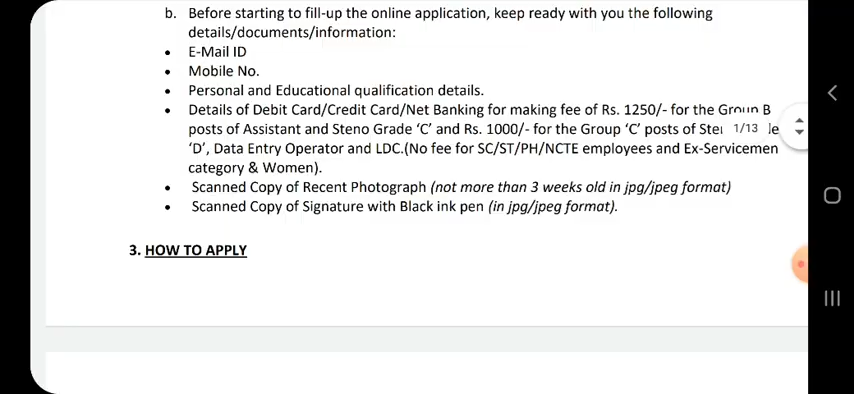 b. Before starting to fill-up the online application, keep ready with you the following
details/documents/information:
• E-Mail ID
• Mobile No.
• Personal and Educational qualification details.
• Details of Debit Card/Credit Card/Net Banking for making fee of Rs. 1250/- for the Group B
posts of Assistant and Steno Grade ‘C’ and Rs. 1000/- for the Group ‘C’ posts of 1/13
‘D’, Data Entry Operator and LDC.(No fee for SC/ST/PH/NCTE employees and Ex-Servicemen
category & Women).
• Scanned Copy of Recent Photograph (not more than 3 weeks old in jpg/jpeg format)
• Scanned Copy of Signature with Black ink pen (in jpg/jpeg format).
3. HOW TO APPLY